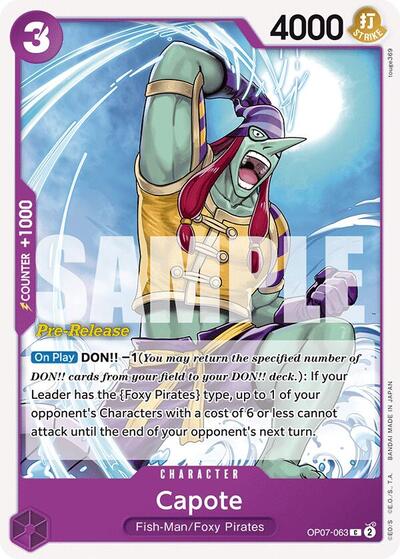 3
4000
打
STRIKE
touge369
⚡COUNTER +1000
SAMPLE
Pre-Release
On Play DON!! −1(You may return the specified number of
DON!! cards from your field to your DON!! deck.): If your
Leader has the {Foxy Pirates} type, up to 1 of
your opponent's Characters with a cost of 6 or less cannot
attack until the end of your opponent's next turn.
CHARACTER
Capote
Fish-Man/Foxy Pirates
OP07-063 C 2
©E.O./S. ©E.O./S., T.A. BANDAI MADE IN JAPAN